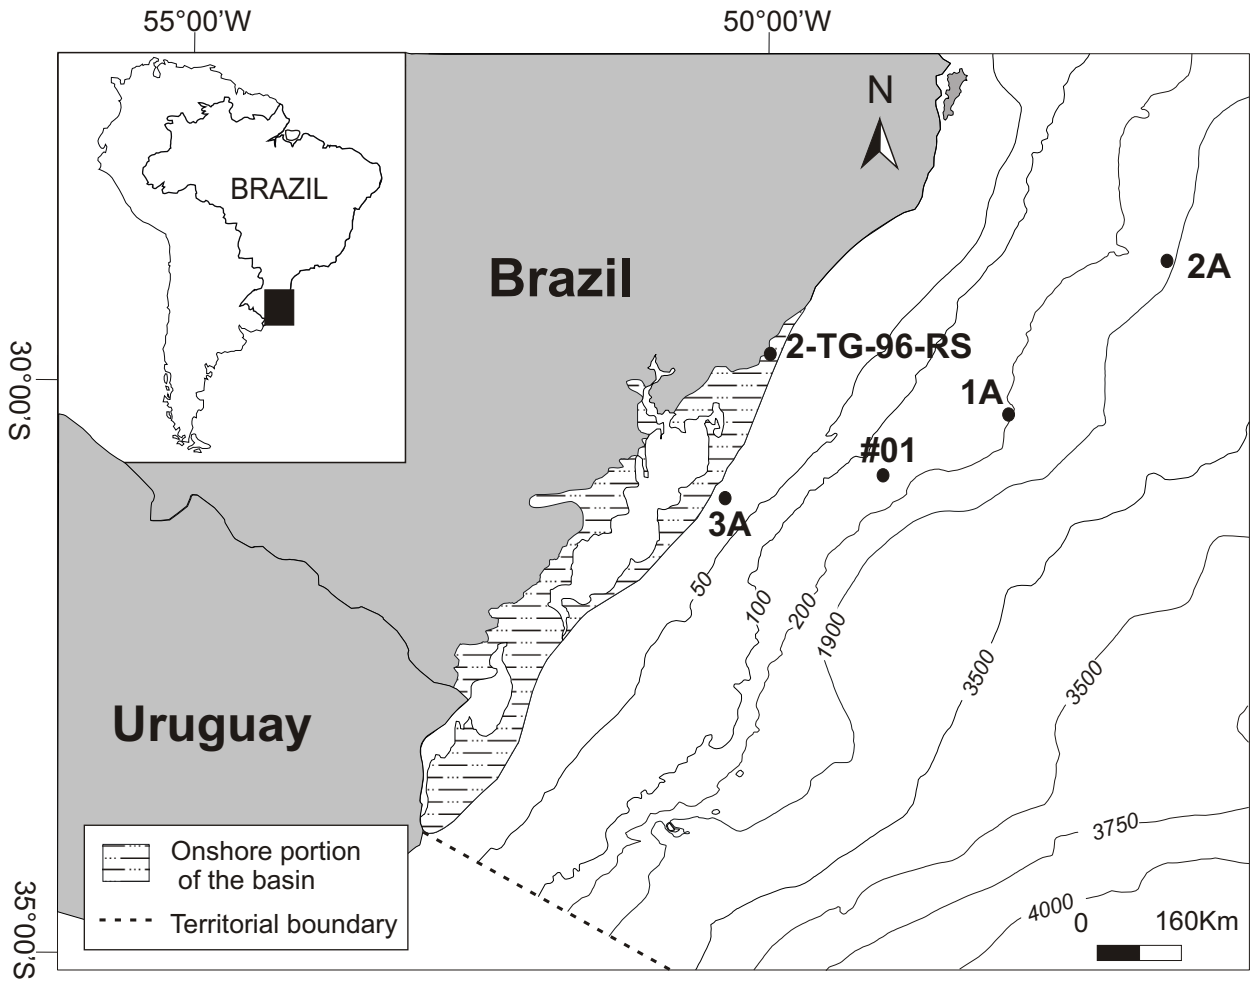 55°00'W
50°00'W
N
BRAZIL
Brazil
2A
2-TG-96-RS
30°00'S
1A
#01
3A
50
100
200
1900
3500
3500
Uruguay
3750
Onshore portion
of the basin
Territorial boundary
4000
0
160Km
35°00'S